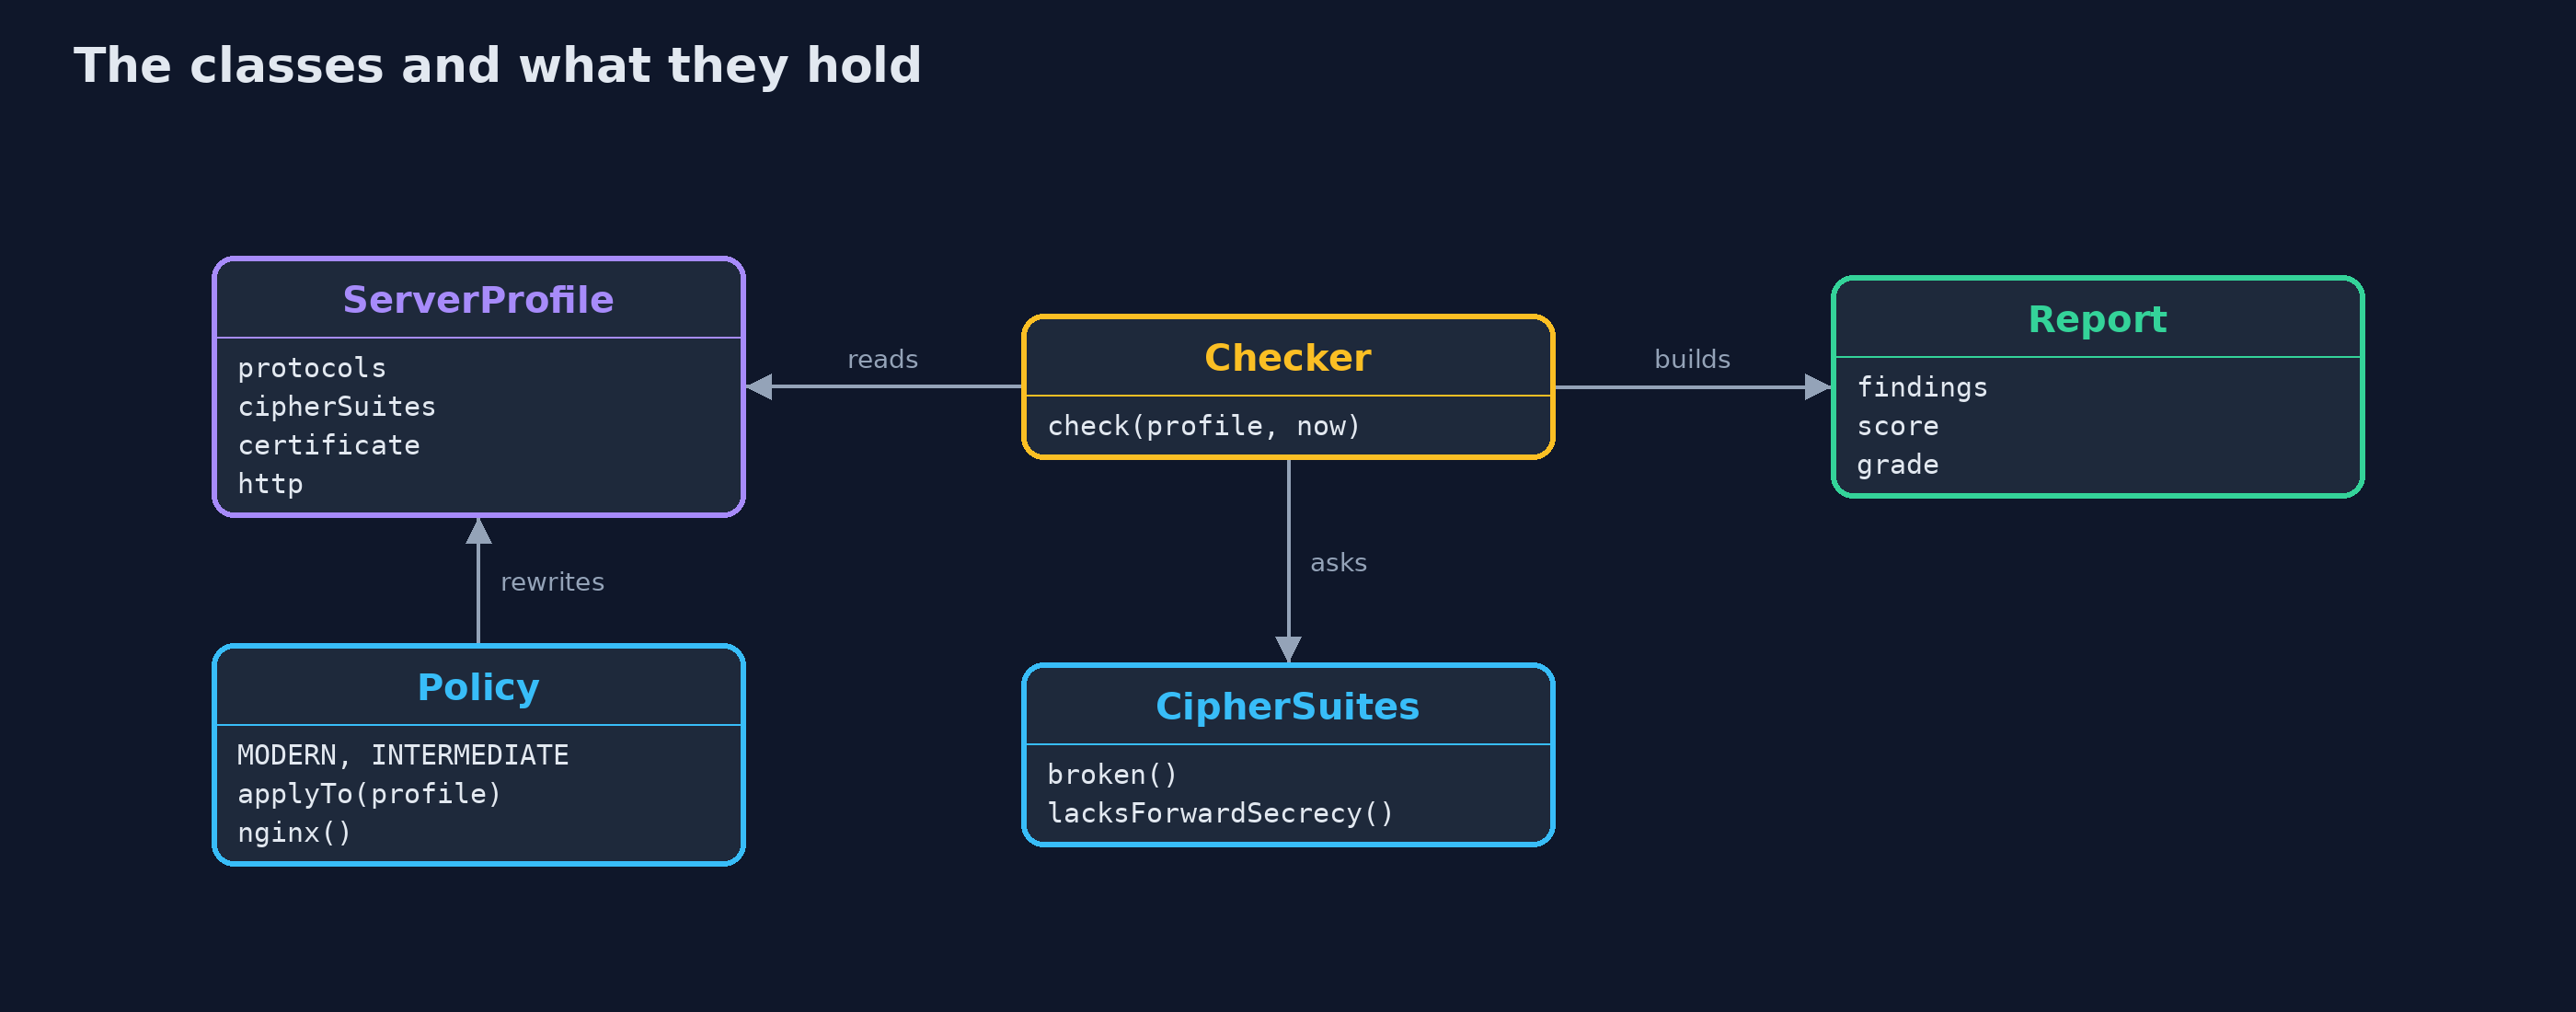 The classes and what they hold
ServerProfile
protocols
cipherSuites
certificate
http
reads
Checker
check(profile, now)
builds
Report
findings
score
grade
rewrites
asks
Policy
MODERN, INTERMEDIATE
applyTo(profile)
nginx()
CipherSuites
broken()
lacksForwardSecrecy()